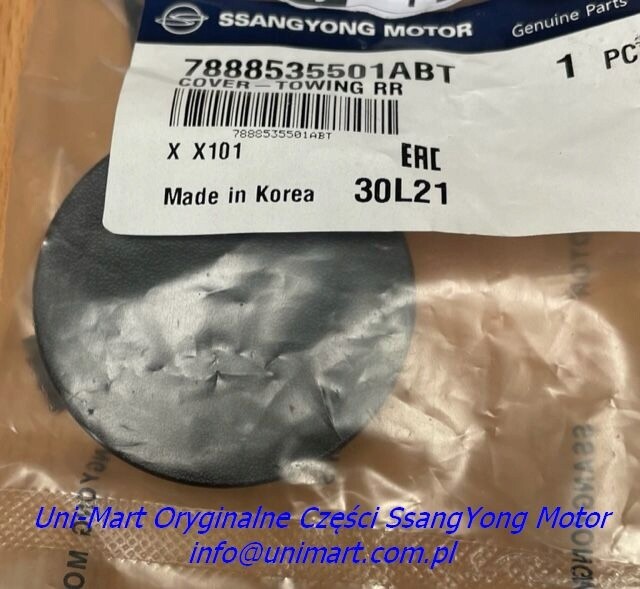 SSANGYONG MOTOR
Genuine Parts
7888535501ABT
1 PC
COVER-TOWING RR
7888535501ABT
X X101
EAC
Made in Korea
30L21
Uni-Mart Oryginalne Części SsangYong Motor
info@unimart.com.pl